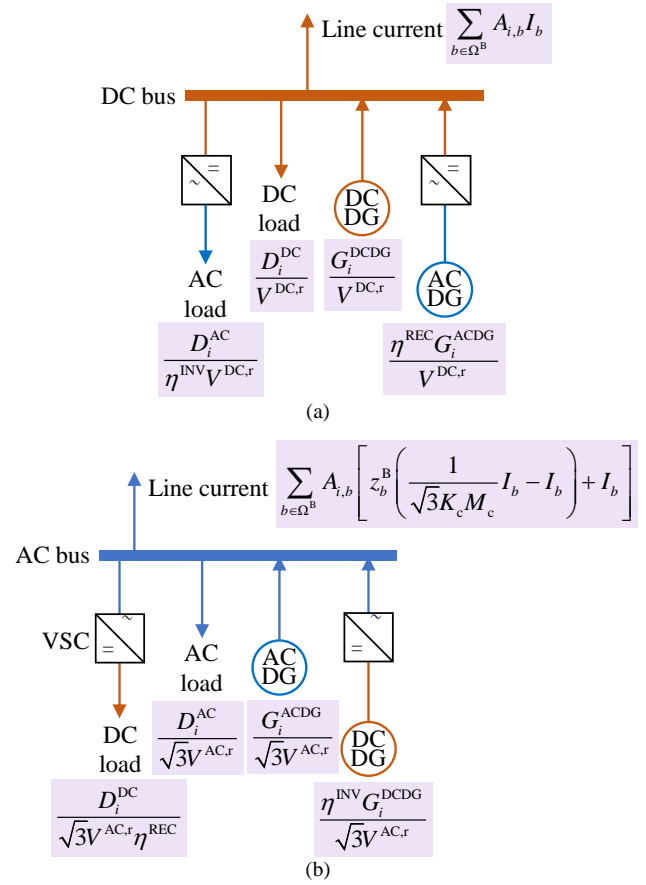 Line current \sum_{b∈Ω^B} A_{i,b} I_b
DC bus
=
~
=
~
DC
load
DC
DG
AC
load
AC
DG
D_i^{DC} / V^{DC,r}
G_i^{DCDG} / V^{DC,r}
D_i^{AC} / η^{INV} V^{DC,r}
η^{REC} G_i^{ACDG} / V^{DC,r}
(a)
Line current \sum_{b∈Ω^B} A_{i,b} [ z_b^B ( 1 / √3 K_c M_c I_b − I_b ) + I_b ]
AC bus
VSC
~
=
~
=
AC
load
AC
DG
DC
load
DC
DG
D_i^{AC} / √3 V^{AC,r}
G_i^{ACDG} / √3 V^{AC,r}
D_i^{DC} / √3 V^{AC,r} η^{REC}
η^{INV} G_i^{DCDG} / √3 V^{AC,r}
(b)